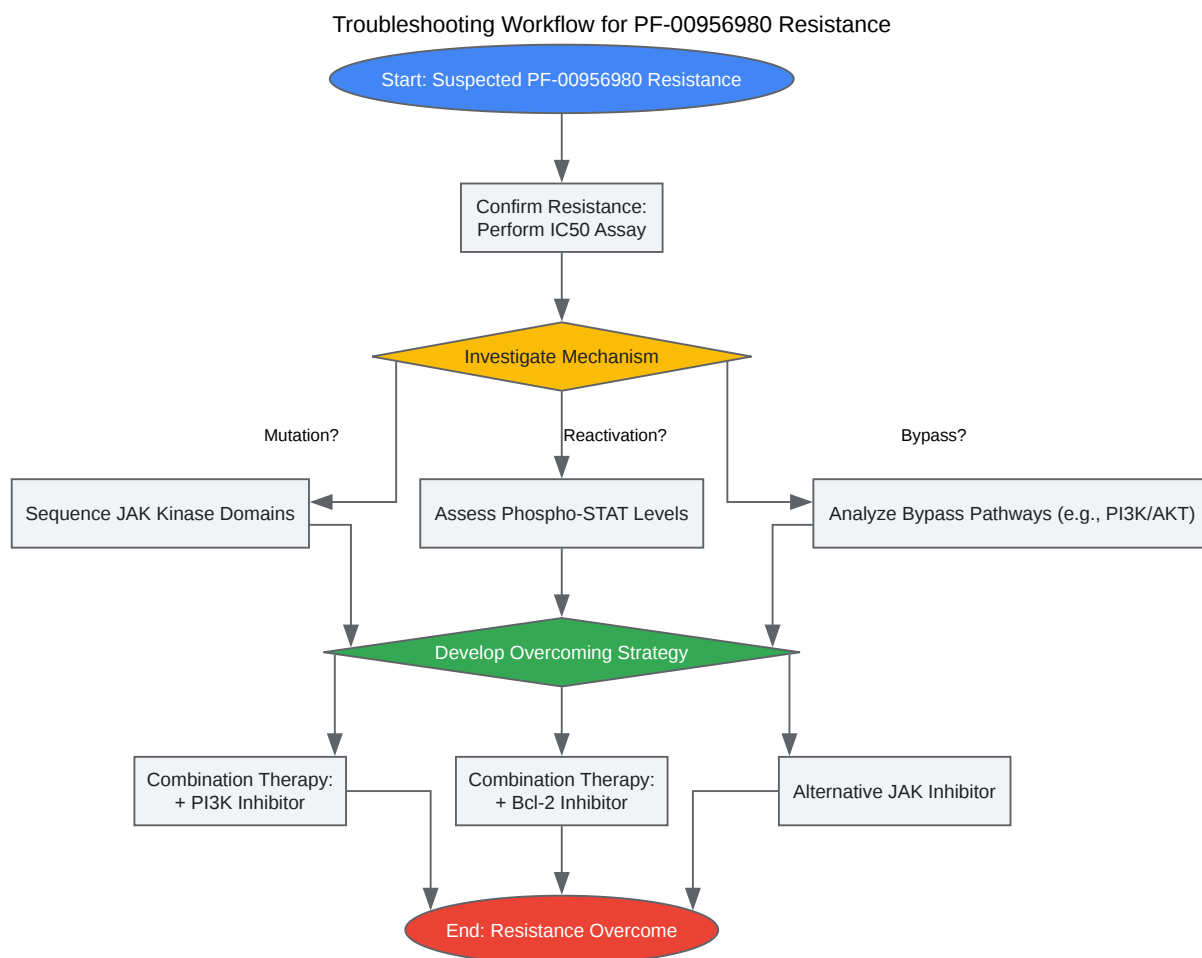 Troubleshooting Workflow for PF-00956980 Resistance
Start: Suspected PF-00956980 Resistance
Confirm Resistance:
Perform IC50 Assay
Investigate Mechanism
Mutation?
Reactivation?
Bypass?
Sequence JAK Kinase Domains
Assess Phospho-STAT Levels
Analyze Bypass Pathways (e.g., PI3K/AKT)
Develop Overcoming Strategy
Combination Therapy:
+ PI3K Inhibitor
Combination Therapy:
+ Bcl-2 Inhibitor
Alternative JAK Inhibitor
End: Resistance Overcome